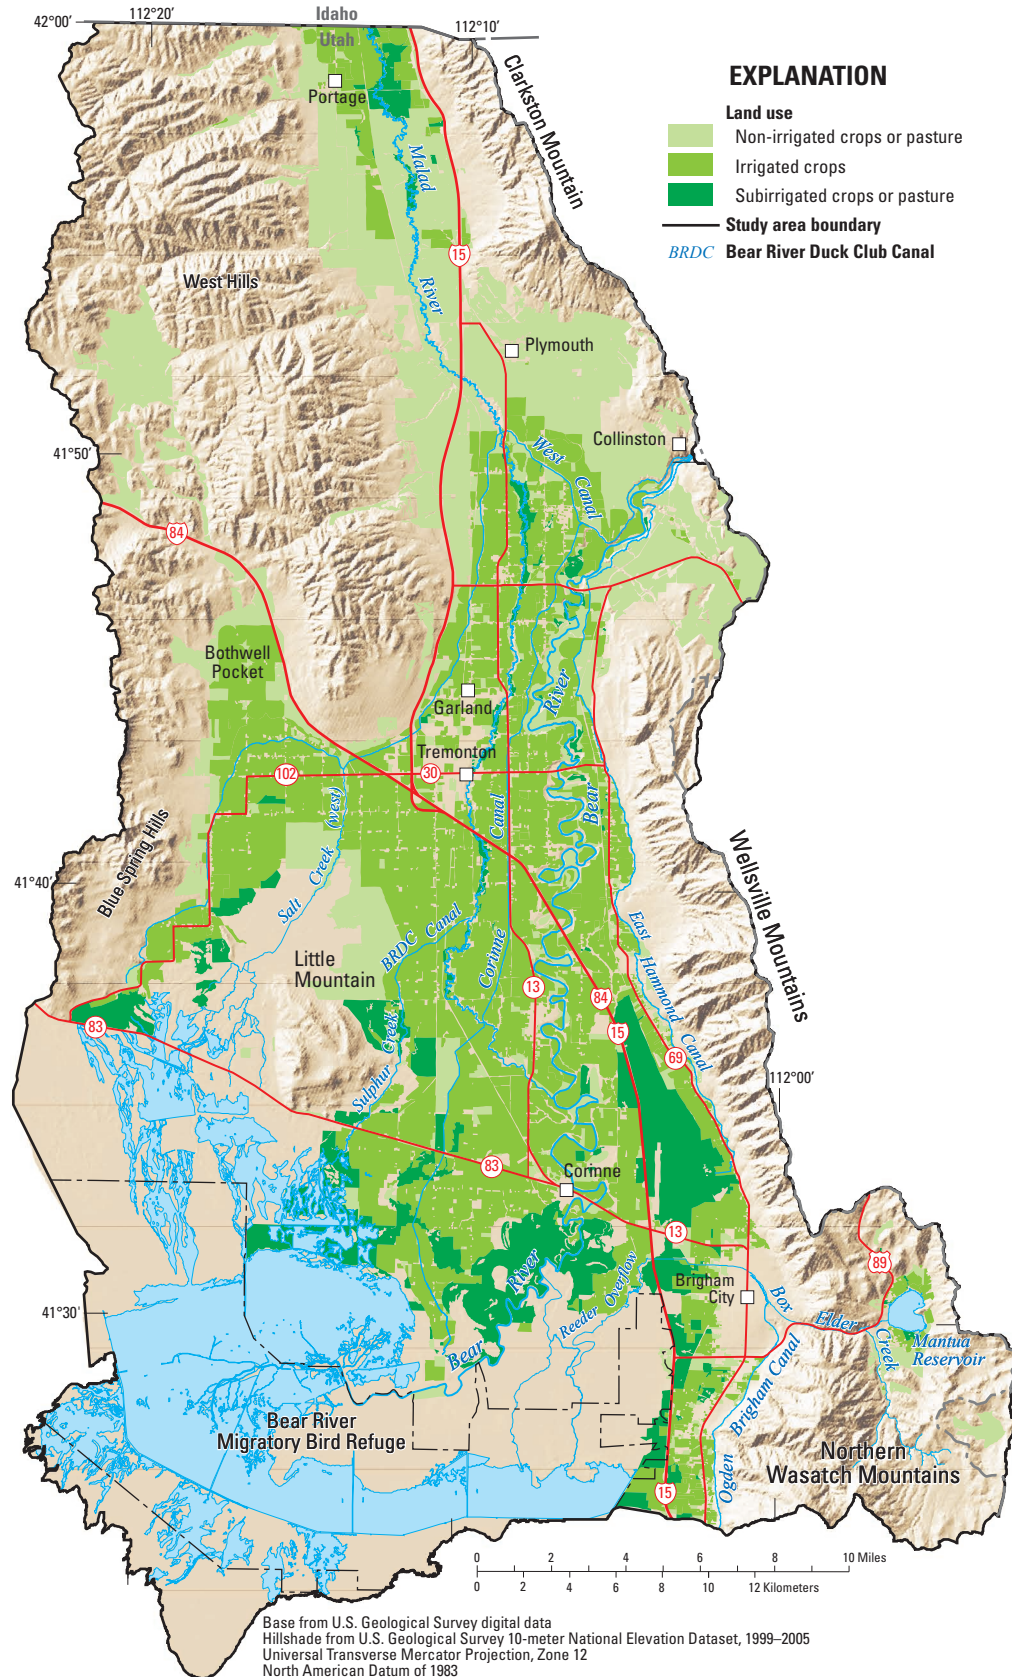 112°20'
Idaho
112°10'
42°00'
Utah
Portage
Clarkston Mountain
EXPLANATION
Land use
Non-irrigated crops or pasture
Irrigated crops
Subirrigated crops or pasture
Study area boundary
BRDC Bear River Duck Club Canal
Malad
River
15
West Hills
Plymouth
Collinston
West
Canal
41°50'
84
Bothwell
Pocket
River
Garland
Tremonton
102
30
Bear
Canal
Salt Creek (west)
Blue Spring Hills
41°40'
Wellsville Mountains
BRDC Canal
Corinne
East Hammond Canal
Little
Mountain
13
84
15
83
Sulphur Creek
69
112°00'
83
Corinne
13
89
River
Reeder Overflow
Brigham
City
Box Elder Creek
41°30'
Bear
Mantua
Reservoir
Bear River
Migratory Bird Refuge
Ogden Brigham Canal
Northern
Wasatch Mountains
15
0 2 4 6 8 10 Miles
0 2 4 6 8 10 12 Kilometers
Base from U.S. Geological Survey digital data
Hillshade from U.S. Geological Survey 10-meter National Elevation Dataset, 1999–2005
Universal Transverse Mercator Projection, Zone 12
North American Datum of 1983